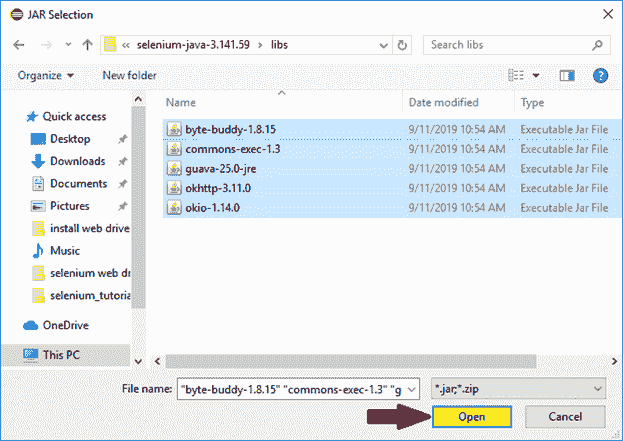 JAR Selection
« selenium-java-3.141.59 > libs
Search libs
Organize
New folder
Name
Date modified
Type
Quick access
Desktop
Downloads
Documents
Pictures
install web drive
Music
selenium web d
selenium_tutoria
OneDrive
This PC
byte-buddy-1.8.15 9/11/2019 10:54 AM Executable Jar File
commons-exec-1.3 9/11/2019 10:54 AM Executable Jar File
guava-25.0-jre 9/11/2019 10:54 AM Executable Jar File
okhttp-3.11.0 9/11/2019 10:54 AM Executable Jar File
okio-1.14.0 9/11/2019 10:54 AM Executable Jar File
File name: "byte-buddy-1.8.15" "commons-exec-1.3" "g
*.jar;*.zip
Open
Cancel